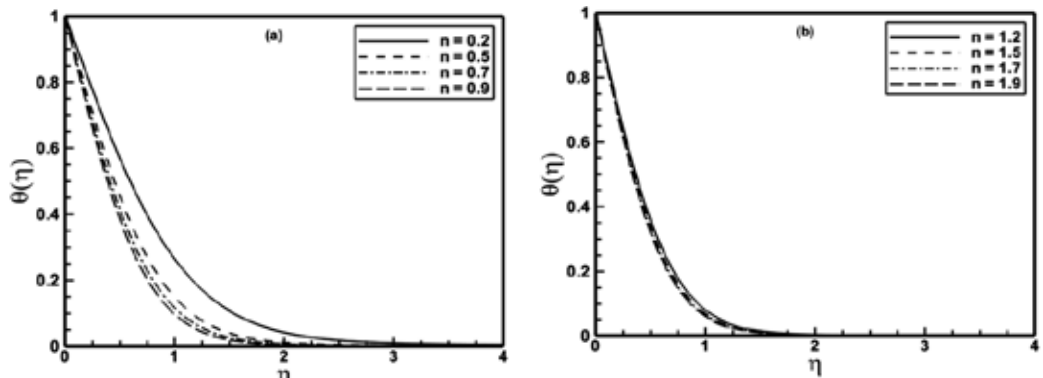 (a)
n = 0.2
n = 0.5
n = 0.7
n = 0.9
1
0.8
0.6
0.4
0.2
0
θ(η)
0 1 2 3 4
η
(b)
n = 1.2
n = 1.5
n = 1.7
n = 1.9
1
0.8
0.6
0.4
0.2
0
θ(η)
0 1 2 3 4
η